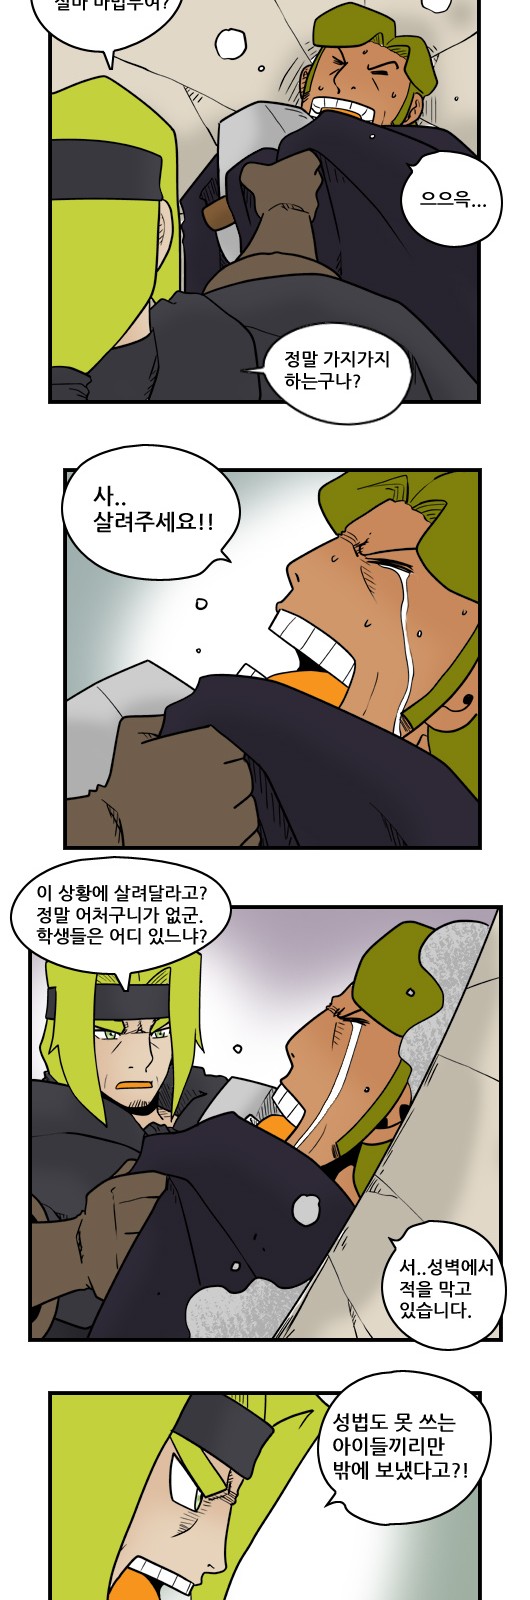 으으윽...
정말 가지가지
하는구나?
사..
살려주세요!!
이 상황에 살려달라고?
정말 어처구니가 없군.
학생들은 어디 있느냐?
서..성벽에서
적을 막고
있습니다.
성법도 못 쓰는
아이들끼리만
밖에 보냈다고?!